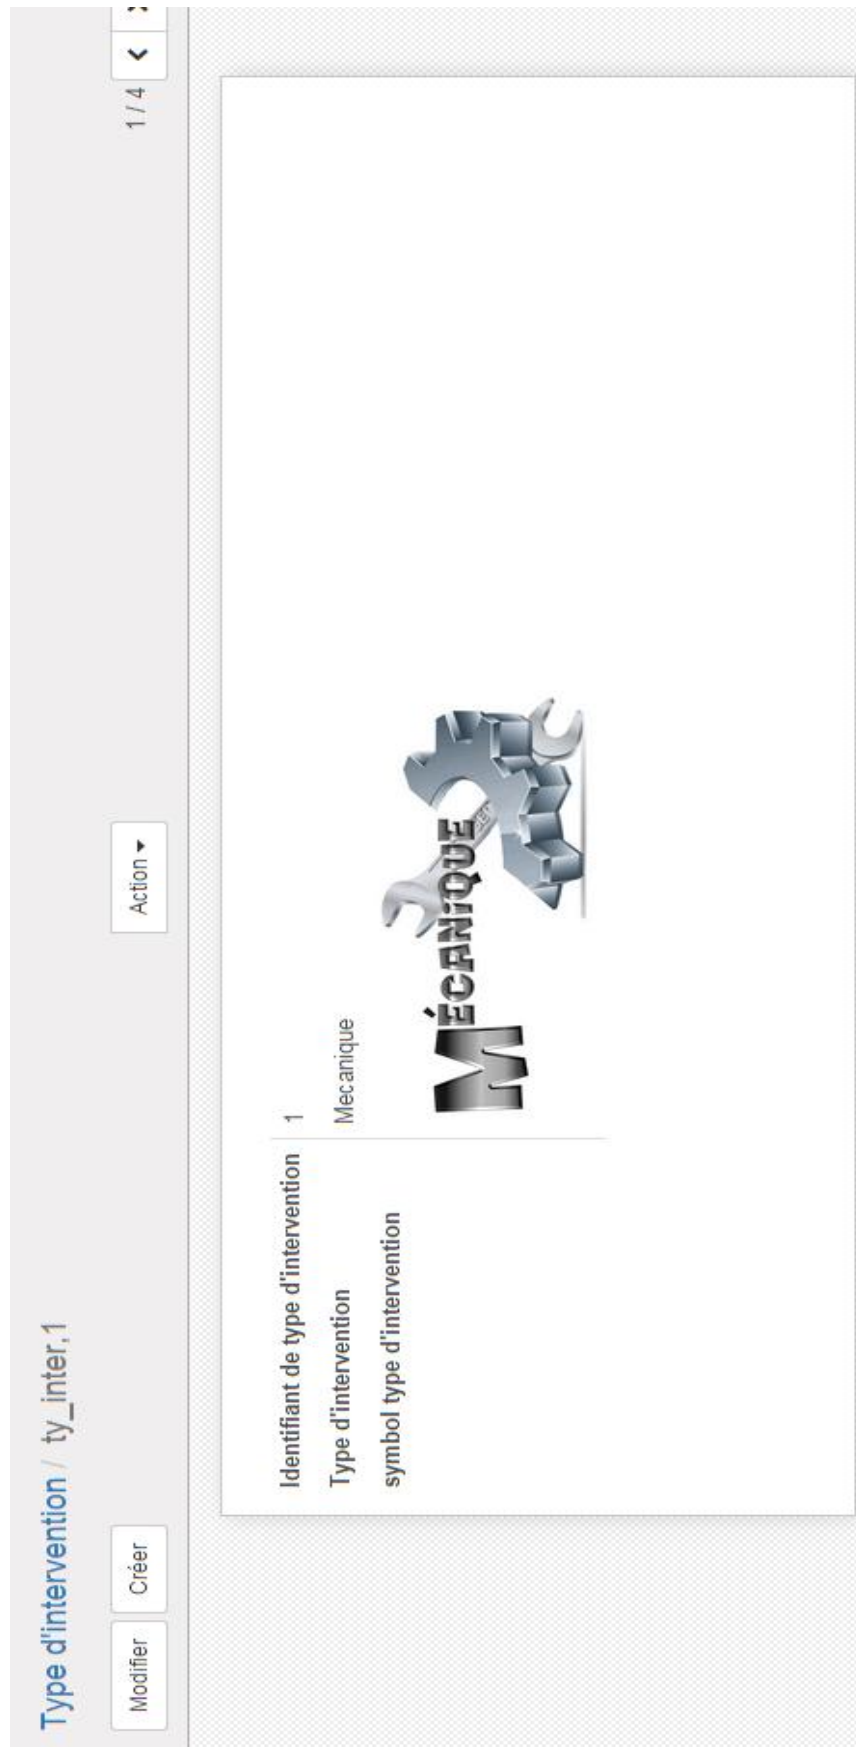 Type d'intervention / ty_inter,1
Modifier Créer Action 1 / 4
Identifiant de type d'intervention 1
Type d'intervention Mecanique
symbol type d'intervention
MÉCANiQUE